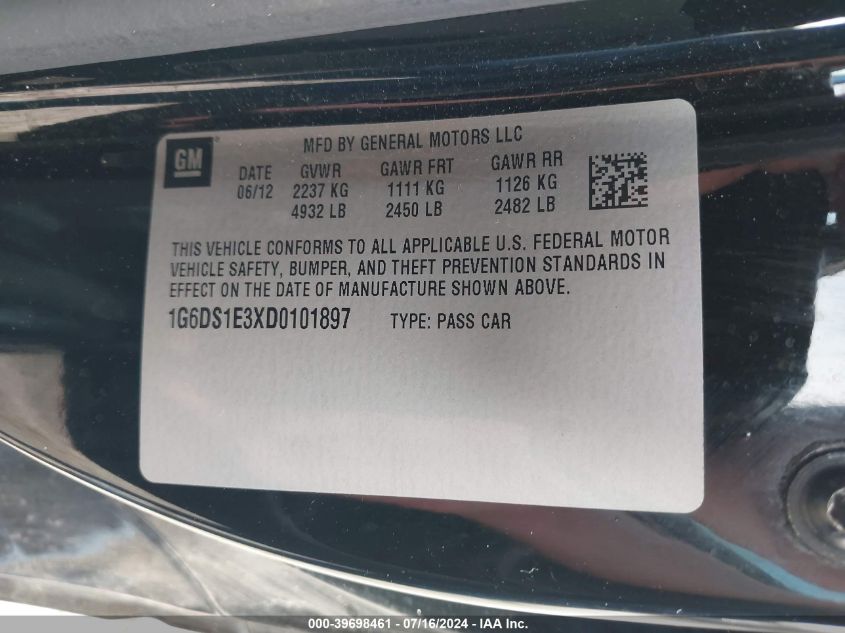 GM
MFD BY GENERAL MOTORS LLC
DATE GVWR GAWR FRT GAWR RR
06/12 2237 KG 1111 KG 1126 KG
4932 LB 2450 LB 2482 LB
THIS VEHICLE CONFORMS TO ALL APPLICABLE U.S. FEDERAL MOTOR
VEHICLE SAFETY, BUMPER, AND THEFT PREVENTION STANDARDS IN
EFFECT ON THE DATE OF MANUFACTURE SHOWN ABOVE.
1G6DS1E3XD0101897 TYPE: PASS CAR
000-39698461 - 07/16/2024 - IAA Inc.